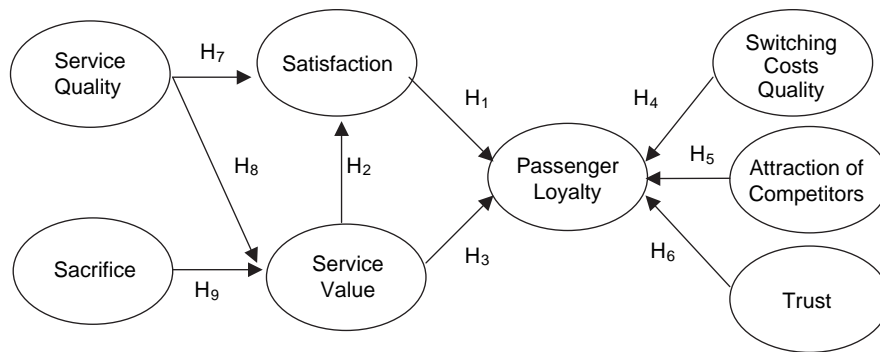 Service
Quality
H7
Satisfaction
Switching
Costs
Quality
H1
H4
H8
H2
Passenger
Loyalty
H5
Attraction of
Competitors
Sacrifice
H9
Service
Value
H3
H6
Trust